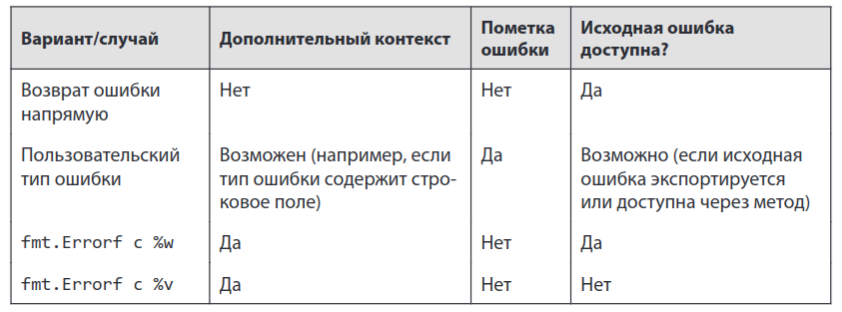 Вариант/случай
Дополнительный контекст
Пометка
ошибки
Исходная ошибка
доступна?
Возврат ошибки
напрямую
Нет
Нет
Да
Пользовательский
тип ошибки
Возможен (например, если
тип ошибки содержит стро-
ковое поле)
Да
Возможно (если исходная
ошибка экспортируется
или доступна через метод)
fmt.Errorf с %w
Да
Нет
Да
fmt.Errorf с %v
Да
Нет
Нет